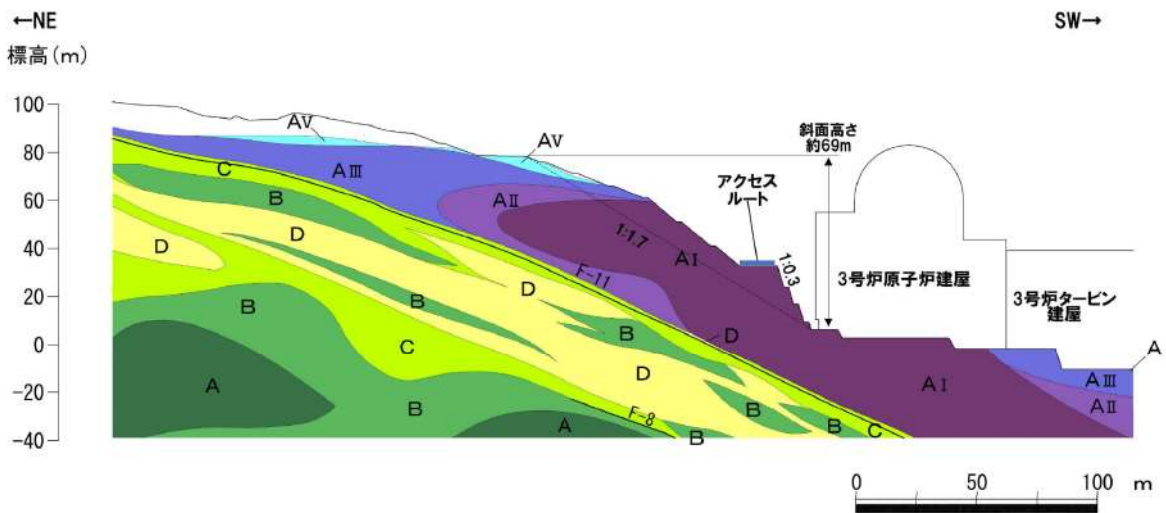 ←NE
SW→
標高(m)
100
80
60
40
20
0
-20
-40
AV
AV
斜面高さ
約69m
アクセス
ルート
C
AⅢ
B
AⅡ
D
D
1:1.7
AⅠ
1:0.3
3号炉原子炉建屋
3号炉タービン
建屋
F-11
D
B
B
B
D
A
C
D
A
AⅠ
AⅢ
AⅡ
B
F-8
A
B
B
C
0
50
100
m